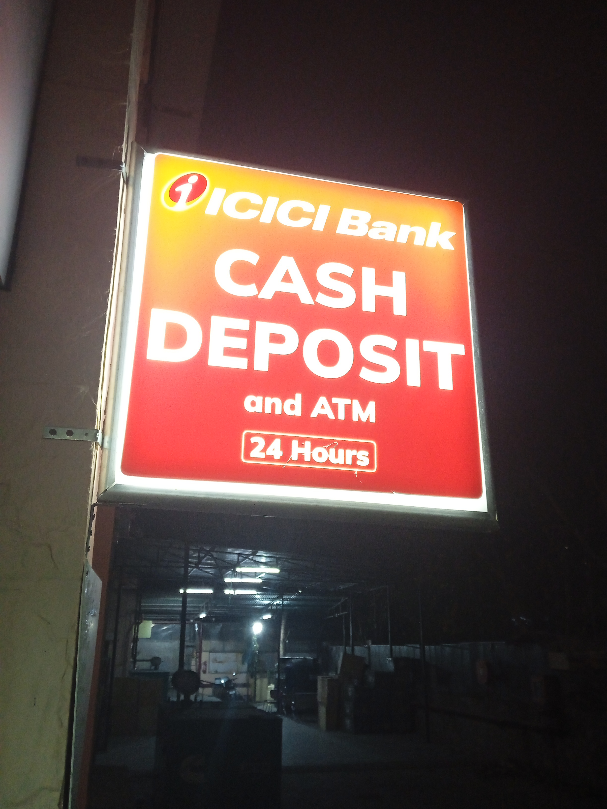 ICICI Bank
CASH
DEPOSIT
and ATM
24 Hours